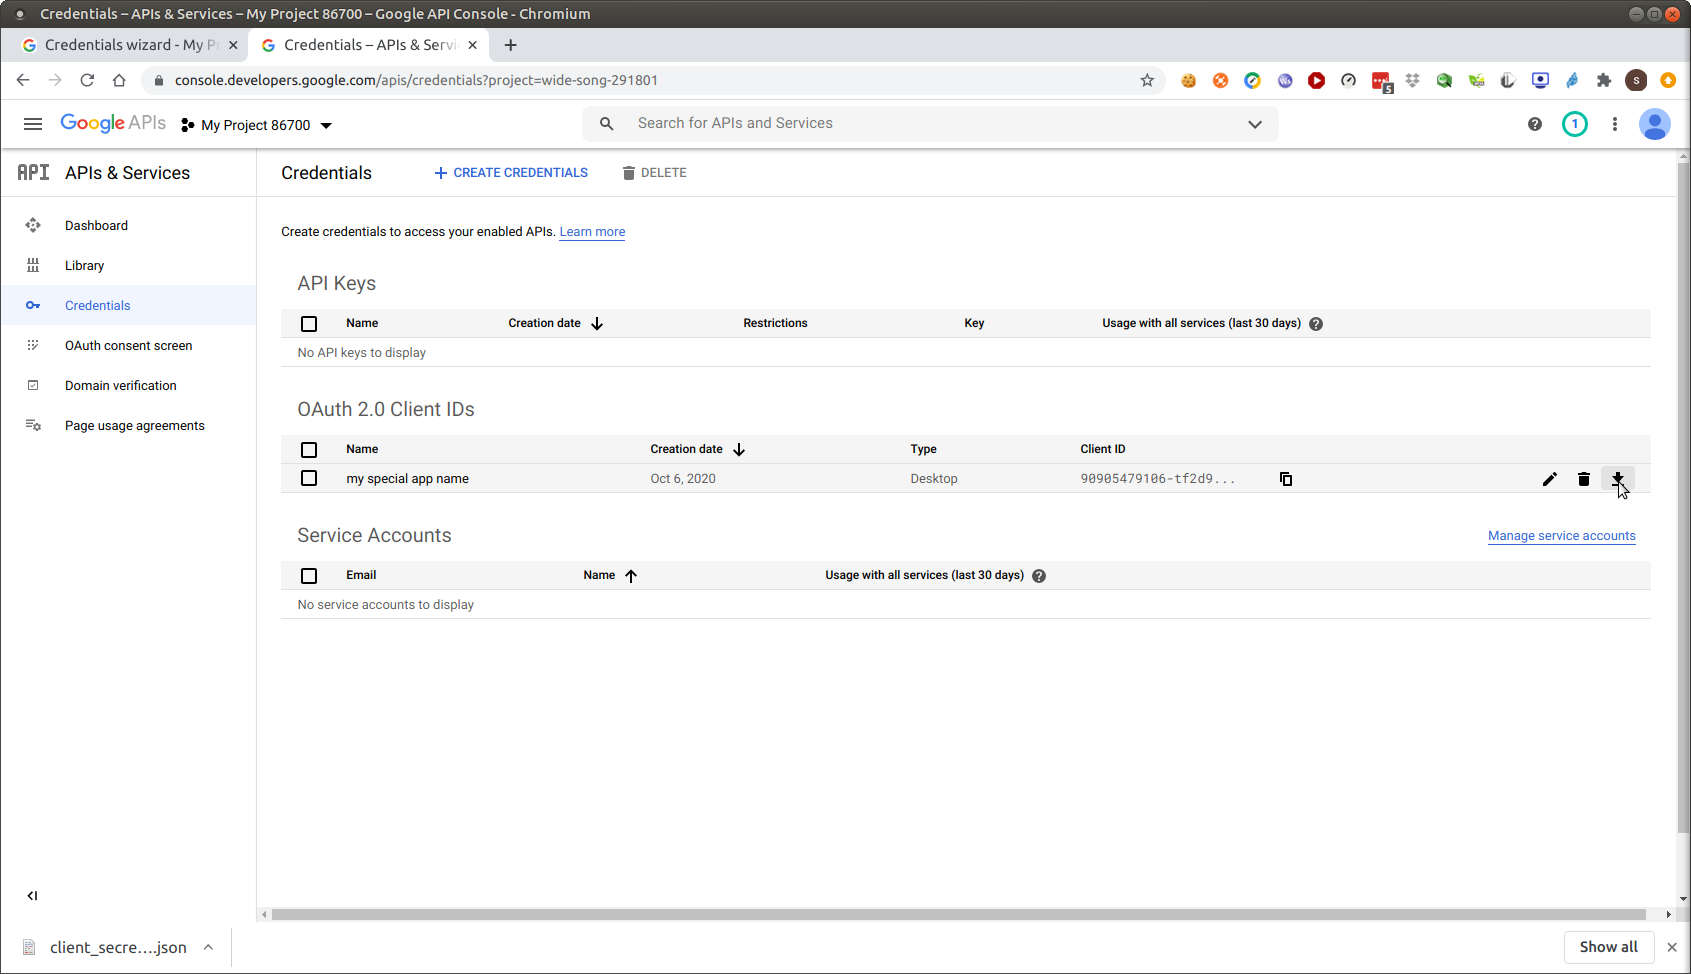 Credentials – APIs & Services – My Project 86700 – Google API Console - Chromium
Credentials wizard - My P
Credentials – APIs & Servi
console.developers.google.com/apis/credentials?project=wide-song-291801
5
s
Google APIs
My Project 86700
Search for APIs and Services
1
API APIs & Services
Credentials
CREATE CREDENTIALS
DELETE
Dashboard
Library
Credentials
OAuth consent screen
Domain verification
Page usage agreements
Create credentials to access your enabled APIs. Learn more
API Keys
Name Creation date Restrictions Key Usage with all services (last 30 days)
No API keys to display
OAuth 2.0 Client IDs
Name Creation date Type Client ID
my special app name Oct 6, 2020 Desktop 90905479106-tf2d9...
Service Accounts
Manage service accounts
Email Name Usage with all services (last 30 days)
No service accounts to display
client_secre....json
Show all